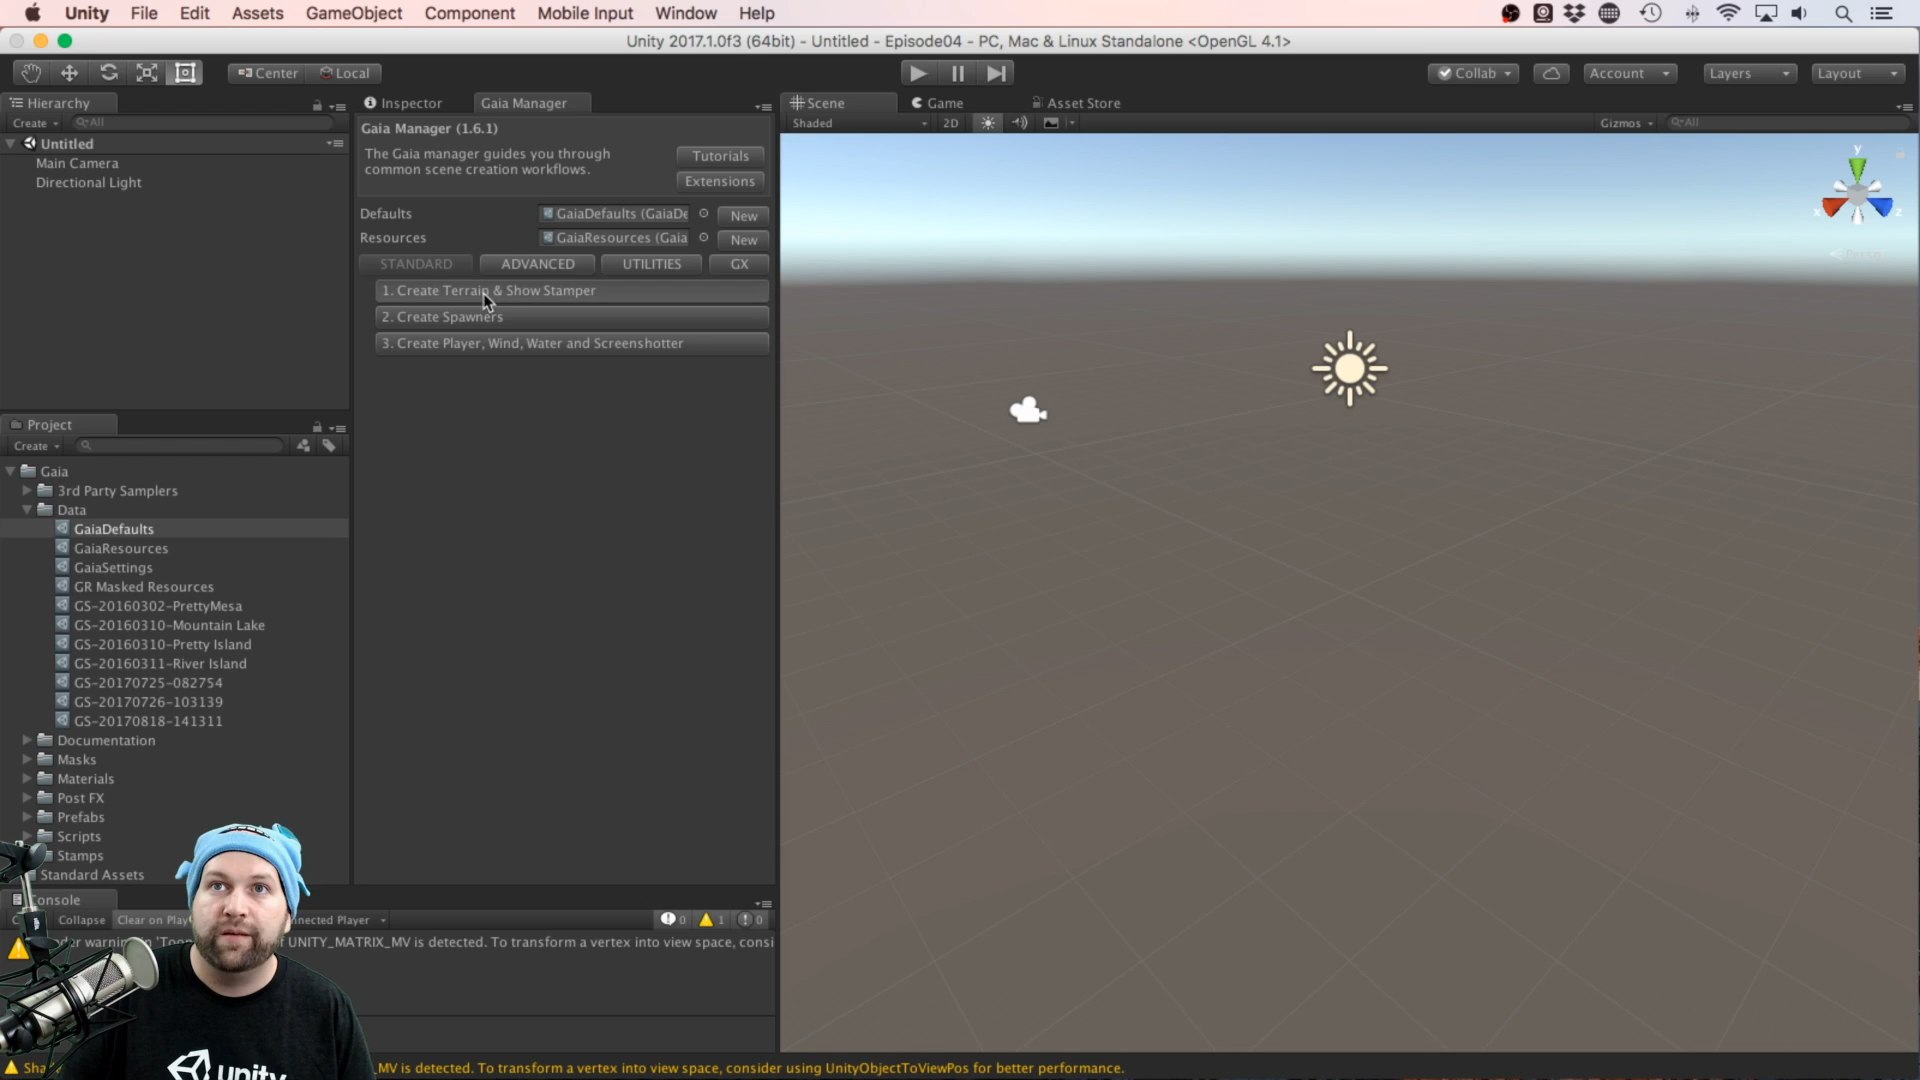 Unity File Edit Assets GameObject Component Mobile Input Window Help
Unity 2017.1.0f3 (64bit) - Untitled - Episode04 - PC, Mac & Linux Standalone <OpenGL 4.1>
Center Local
Collab Account Layers Layout
Hierarchy
Create All
Untitled
Main Camera
Directional Light
Project
Create
Gaia
3rd Party Samplers
Data
GaiaDefaults
GaiaResources
GaiaSettings
GR Masked Resources
GS-20160302-PrettyMesa
GS-20160310-Mountain Lake
GS-20160310-Pretty Island
GS-20160311-River Island
GS-20170725-082754
GS-20170726-103139
GS-20170818-141311
Documentation
Masks
Materials
Post FX
Prefabs
Scripts
Stamps
Standard Assets
Inspector Gaia Manager
Gaia Manager (1.6.1)
The Gaia manager guides you through
common scene creation workflows.
Tutorials
Extensions
Defaults GaiaDefaults (GaiaDe New
Resources GaiaResources (Gaia New
STANDARD ADVANCED UTILITIES GX
1. Create Terrain & Show Stamper
2. Create Spawners
3. Create Player, Wind, Water and Screenshotter
Scene Game Asset Store
Shaded 2D Gizmos All
y
x z
Persp
onsole
Collapse Clear on Play nnected Player 0 1 0
UNITY_MATRIX_MV is detected. To transform a vertex into view space, consi
unity
MV is detected. To transform a vertex into view space, consider using UnityObjectToViewPos for better performance.